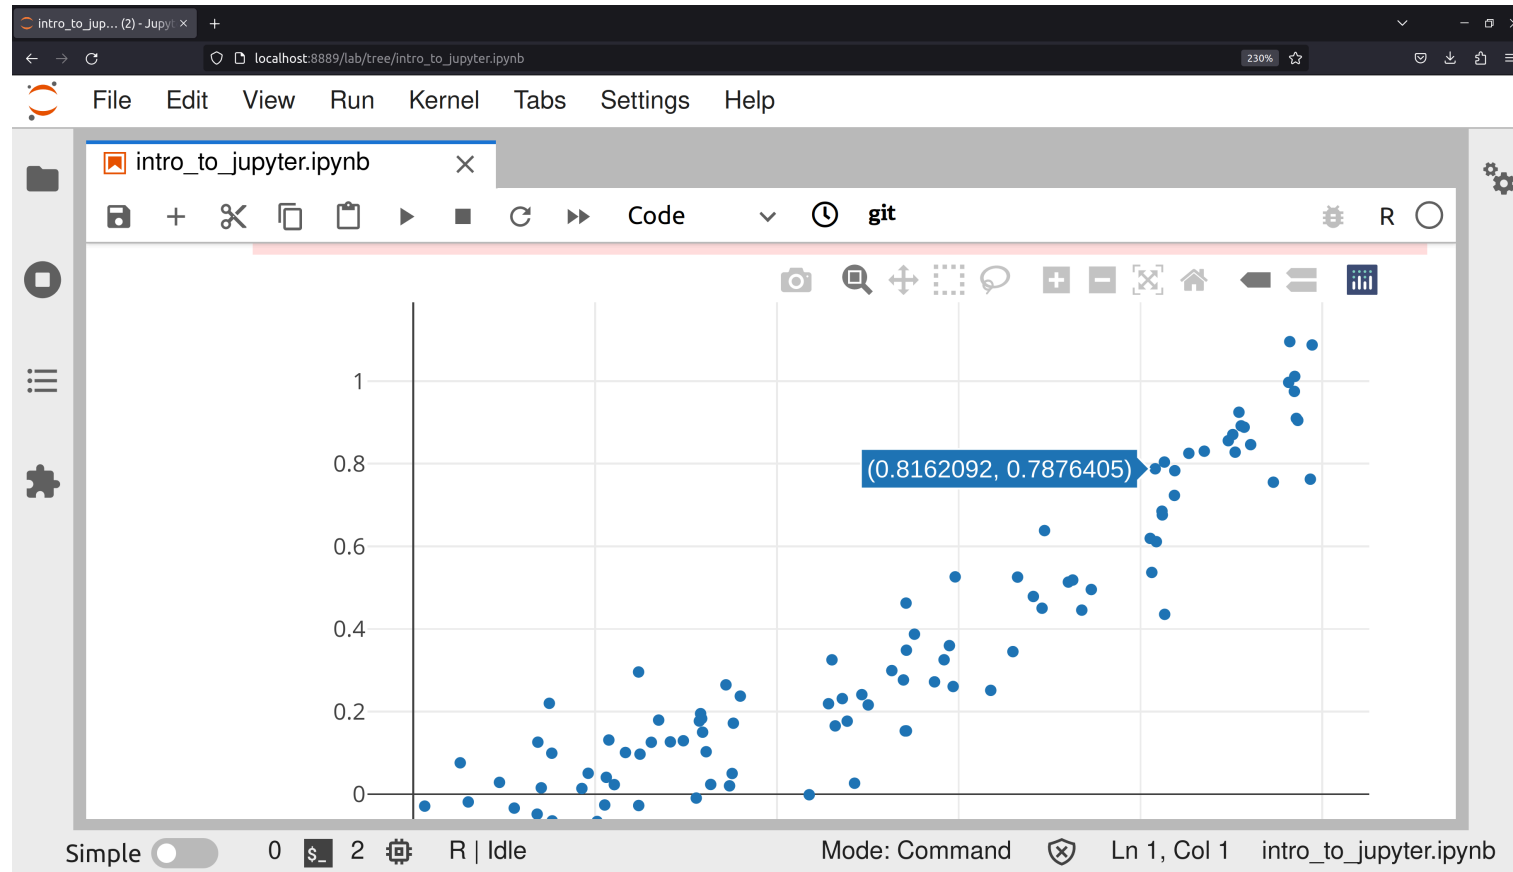 intro_to_jup… (2) - Jupyt
localhost:8889/lab/tree/intro_to_jupyter.ipynb
230%
File Edit View Run Kernel Tabs Settings Help
intro_to_jupyter.ipynb
Code git R
1
0.8
(0.8162092, 0.7876405)
0.6
0.4
0.2
0
Simple 0 $_ 2 R | Idle Mode: Command Ln 1, Col 1 intro_to_jupyter.ipynb